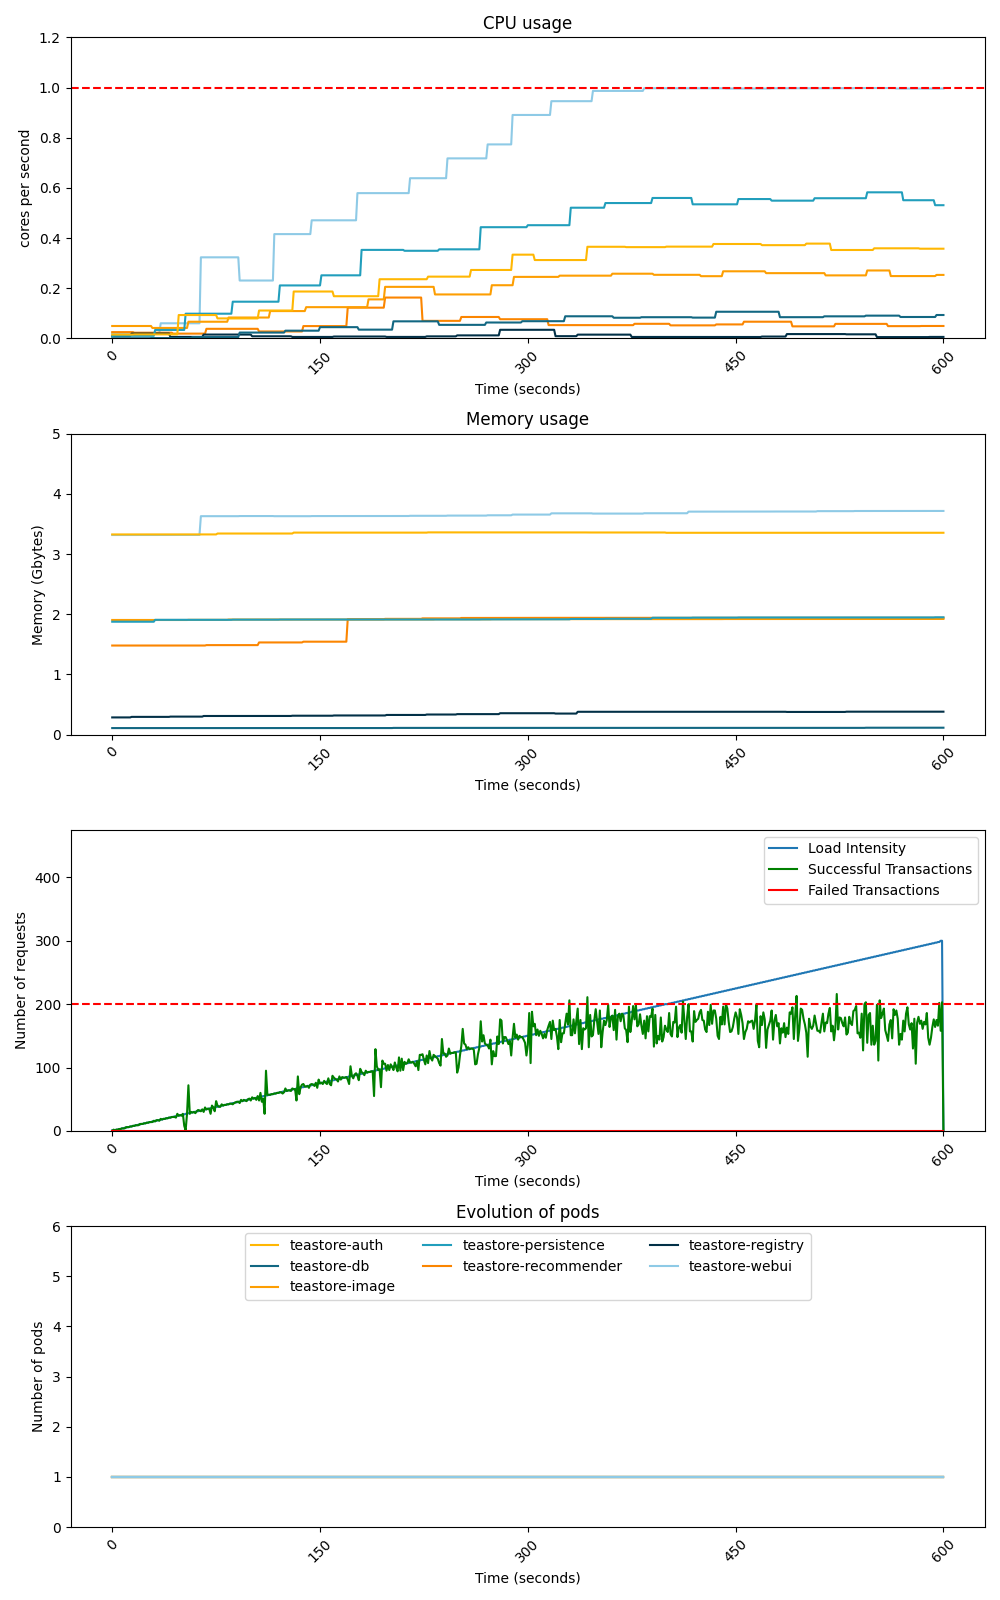 CPU usage
1.2
1.0
0.8
0.6
0.4
0.2
0.0
cores per second
0
150
300
450
600
Time (seconds)
Memory usage
5
4
3
2
1
0
Memory (Gbytes)
0
150
300
450
600
Time (seconds)
400
300
200
100
0
Number of requests
Load Intensity
Successful Transactions
Failed Transactions
0
150
300
450
600
Time (seconds)
Evolution of pods
6
5
4
3
2
1
0
Number of pods
teastore-auth
teastore-db
teastore-image
teastore-persistence
teastore-recommender
teastore-registry
teastore-webui
0
150
300
450
600
Time (seconds)